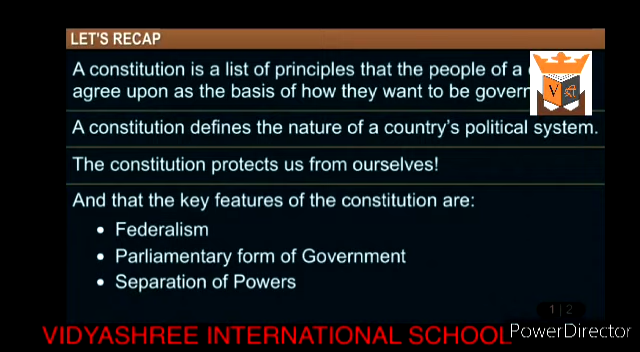 LET'S RECAP
A constitution is a list of principles that the people of a
agree upon as the basis of how they want to be gover
A constitution defines the nature of a country's political system.
The constitution protects us from ourselves!
And that the key features of the constitution are:
• Federalism
• Parliamentary form of Government
• Separation of Powers
1 | 2
VIDYASHREE INTERNATIONAL SCHOOL
PowerDirector